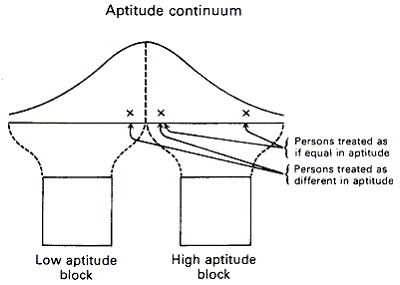 Aptitude continuum
× × ×
Persons treated as
if equal in aptitude
Persons treated as
different in aptitude
Low aptitude
block
High aptitude
block